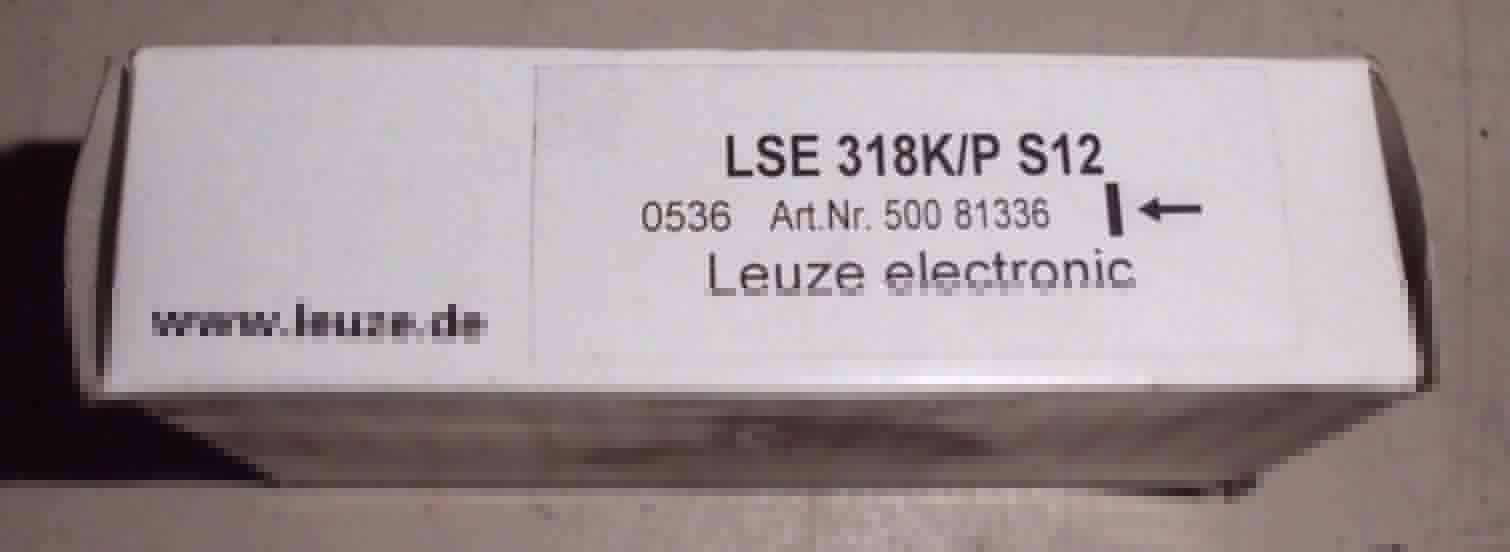 LSE 318K/P S12
0536 Art.Nr. 500 81336
Leuze electronic
www.leuze.de